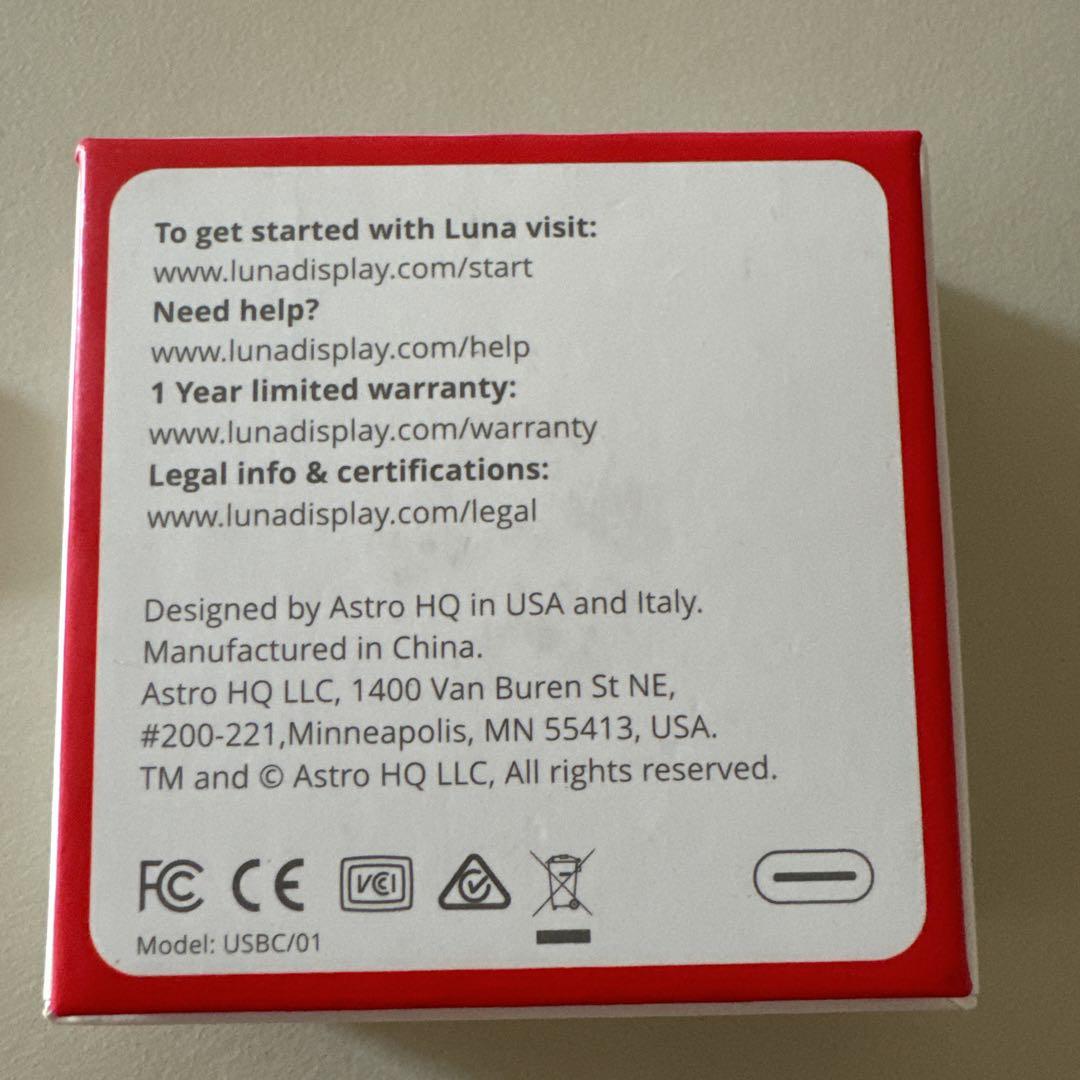 To get started with Luna visit:
www.lunadisplay.com/start
Need help?
www.lunadisplay.com/help
1 Year limited warranty:
www.lunadisplay.com/warranty
Legal info & certifications:
www.lunadisplay.com/legal
Designed by Astro HQ in USA and Italy.
Manufactured in China.
Astro HQ LLC, 1400 Van Buren St NE,
#200-221,Minneapolis, MN 55413, USA.
TM and © Astro HQ LLC, All rights reserved.
FC CE VCI
Model: USBC/01